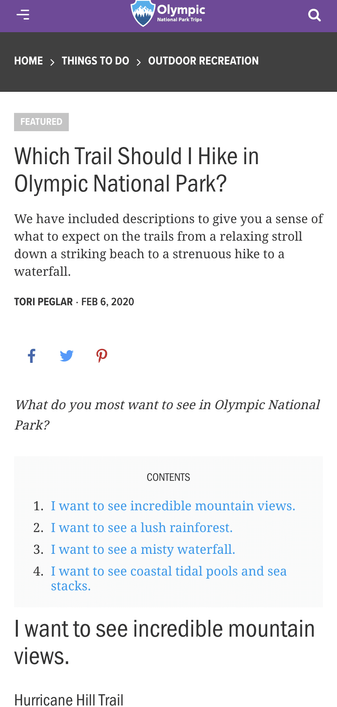 Olympic
National Park Trips
HOME > THINGS TO DO > OUTDOOR RECREATION
FEATURED
Which Trail Should I Hike in
Olympic National Park?
We have included descriptions to give you a sense of
what to expect on the trails from a relaxing stroll
down a striking beach to a strenuous hike to a
waterfall.
TORI PEGLAR - FEB 6, 2020
What do you most want to see in Olympic National
Park?
CONTENTS
1. I want to see incredible mountain views.
2. I want to see a lush rainforest.
3. I want to see a misty waterfall.
4. I want to see coastal tidal pools and sea
stacks.
I want to see incredible mountain
views.
Hurricane Hill Trail